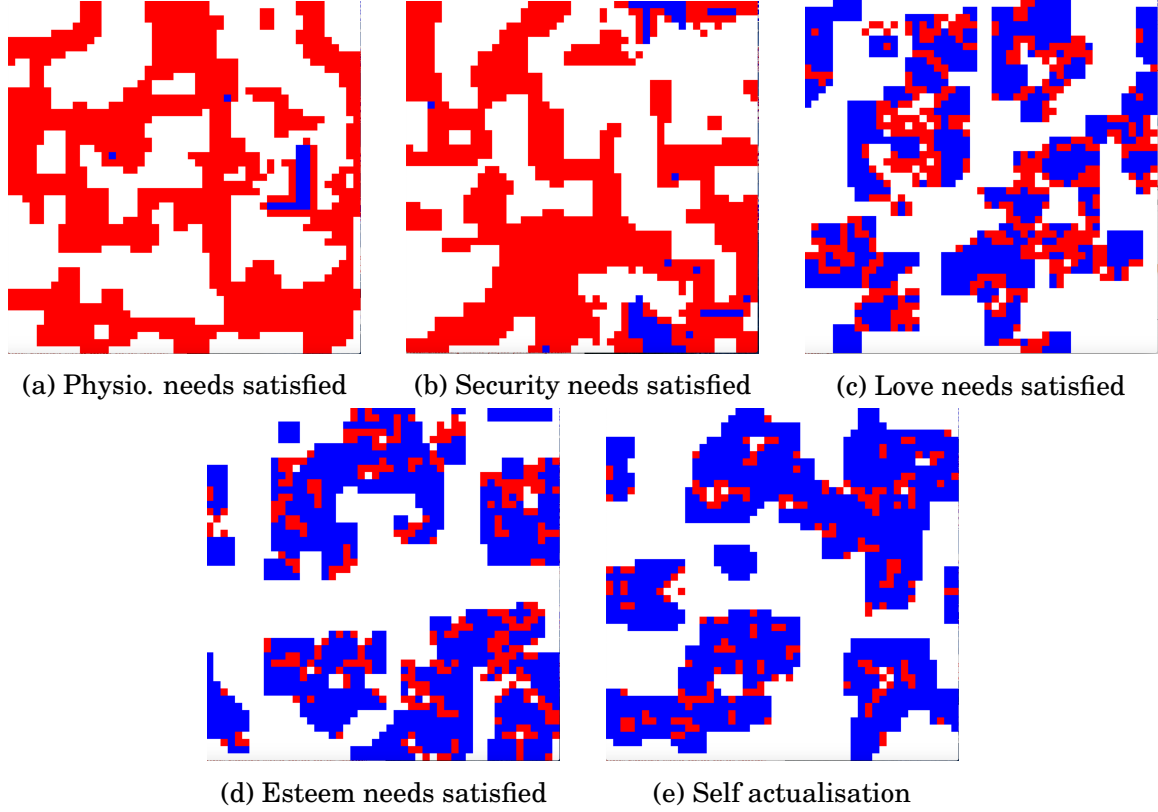 (a) Physio. needs satisfied
(b) Security needs satisfied
(c) Love needs satisfied
(d) Esteem needs satisfied
(e) Self actualisation